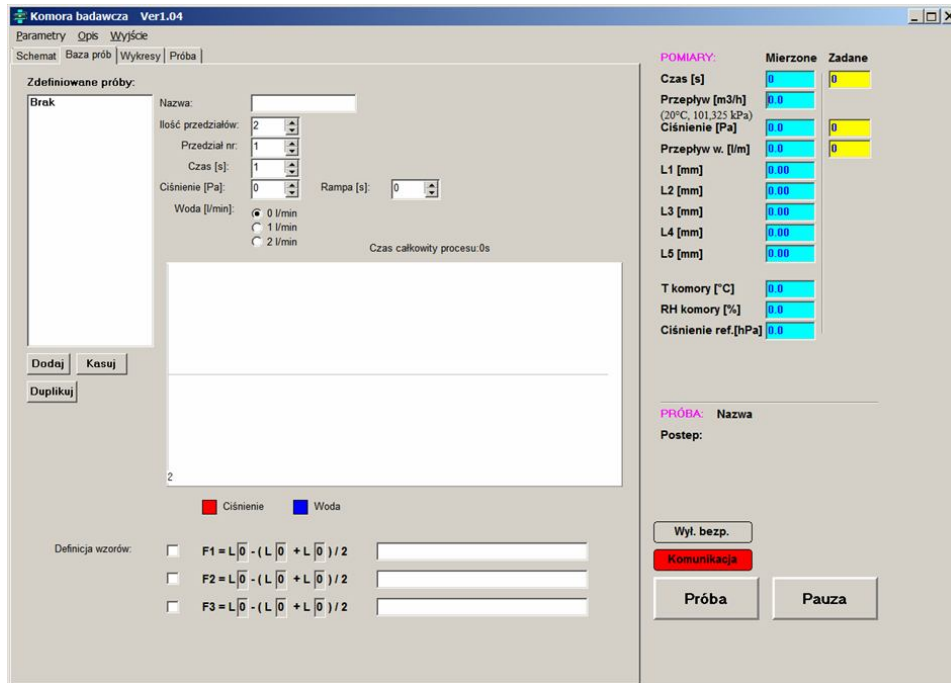 Komora badawcza Ver1.04
Parametry Opis Wyjście
Schemat Baza prób Wykresy Próba
Zdefiniowane próby:
Brak
Nazwa:
Ilość przedziałów: 2
Przedział nr: 1
Czas [s]: 1
Ciśnienie [Pa]: 0 Rampa [s]: 0
Woda [l/min]: 0 l/min
1 l/min
2 l/min
Czas całkowity procesu:0s
Dodaj Kasuj
Duplikuj
2
Ciśnienie Woda
Definicja wzorów: F1 = L 0 - ( L 0 + L 0 ) / 2
F2 = L 0 - ( L 0 + L 0 ) / 2
F3 = L 0 - ( L 0 + L 0 ) / 2
POMIARY: Mierzone Zadane
Czas [s] 0 0
Przepływ [m3/h] 0.0
(20°C, 101,325 kPa)
Ciśnienie [Pa] 0.0 0
Przepływ w. [l/m] 0.0 0
L1 [mm] 0.00
L2 [mm] 0.00
L3 [mm] 0.00
L4 [mm] 0.00
L5 [mm] 0.00
T komory [°C] 0.0
RH komory [%] 0.0
Ciśnienie ref.[hPa] 0.0
PRÓBA: Nazwa
Postep:
Wył. bezp.
Komunikacja
Próba Pauza